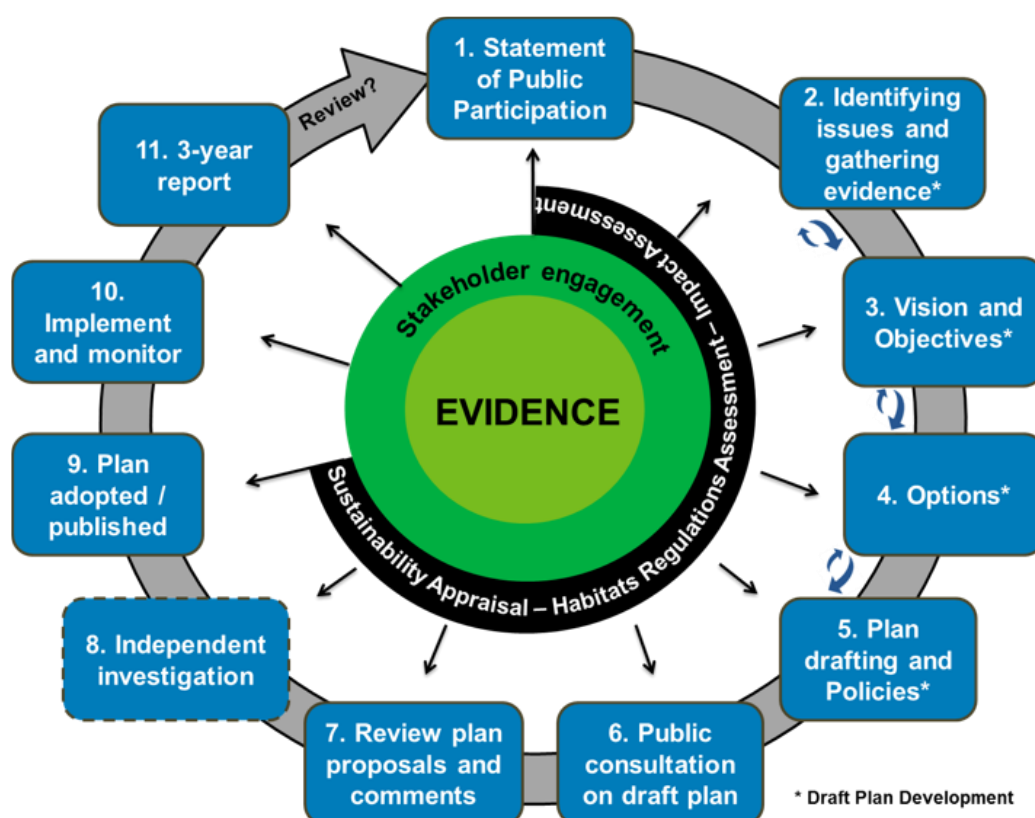 1. Statement
of Public
Participation
2. Identifying
issues and
gathering
evidence*
3. Vision and
Objectives*
4. Options*
5. Plan
drafting and
Policies*
6. Public
consultation
on draft plan
7. Review plan
proposals and
comments
8. Independent
investigation
9. Plan
adopted /
published
10.
Implement
and monitor
11. 3-year
report
Review?
Stakeholder engagement
EVIDENCE
Sustainability Appraisal – Habitats Regulations Assessment – Impact Assessment
* Draft Plan Development